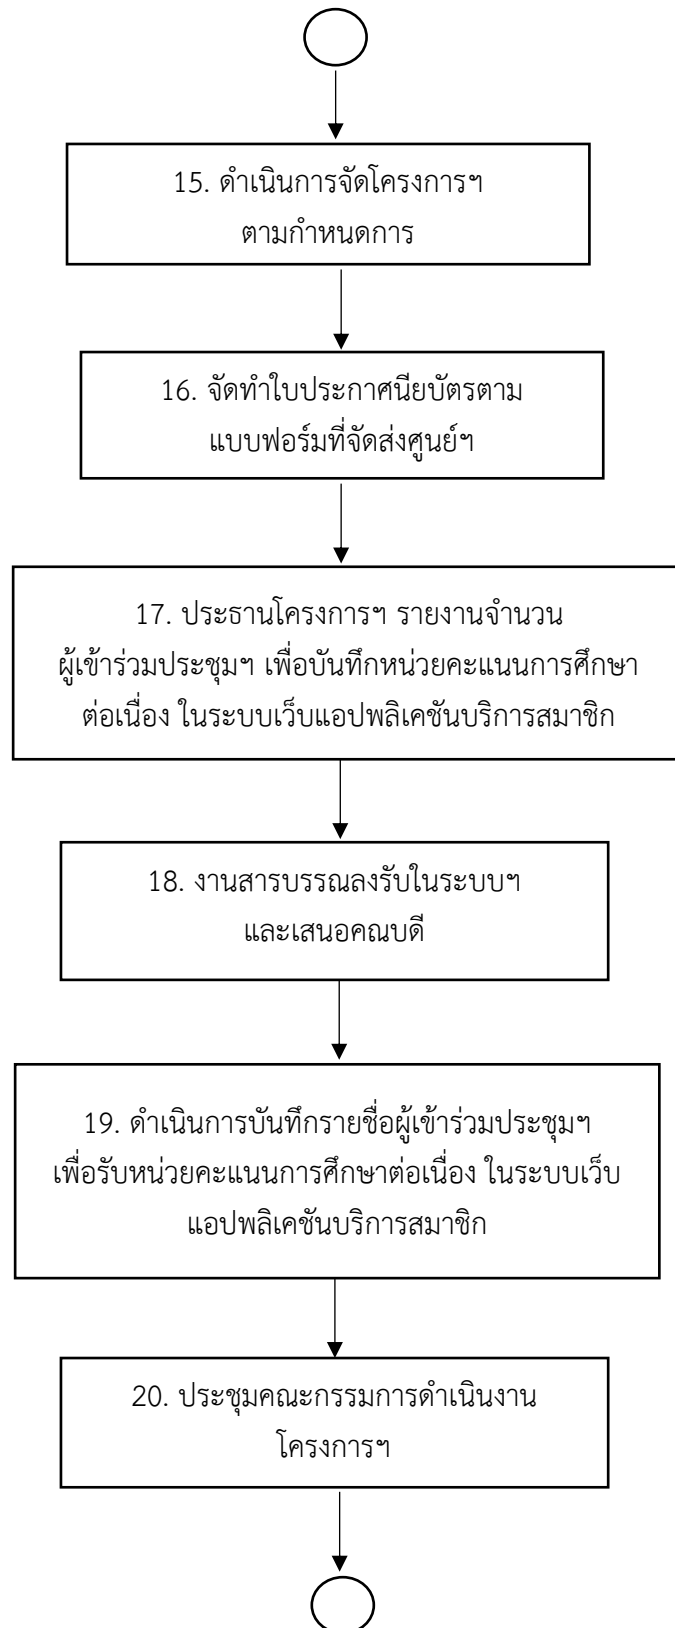 15. ดำเนินการจัดโครงการฯ
ตามกำหนดการ
16. จัดทำใบประกาศนียบัตรตาม
แบบฟอร์มที่จัดส่งศูนย์ฯ
17. ประธานโครงการฯ รายงานจำนวน
ผู้เข้าร่วมประชุมฯ เพื่อบันทึกหน่วยคะแนนการศึกษา
ต่อเนื่อง ในระบบเว็บแอปพลิเคชันบริการสมาชิก
18. งานสารบรรณลงรับในระบบฯ
และเสนอคณบดี
19. ดำเนินการบันทึกรายชื่อผู้เข้าร่วมประชุมฯ
เพื่อรับหน่วยคะแนนการศึกษาต่อเนื่อง ในระบบเว็บ
แอปพลิเคชันบริการสมาชิก
20. ประชุมคณะกรรมการดำเนินงาน
โครงการฯ